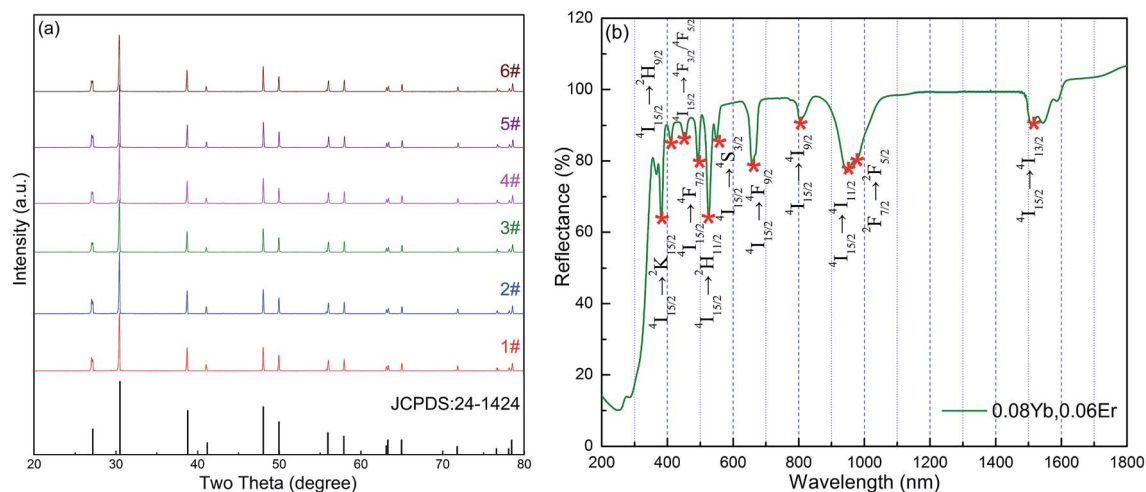 (a)
6#
5#
4#
3#
2#
1#
JCPDS:24-1424
Intensity (a.u.)
20 30 40 50 60 70 80
Two Theta (degree)
(b)
120
100
80
60
40
20
0
Reflectance (%)
⁴I15/2→²K15/2
⁴I15/2→²H9/2
⁴I15/2→⁴F3/2/⁴F5/2
⁴I15/2→⁴F7/2
⁴I15/2→²H11/2
⁴I15/2→⁴S3/2
⁴I15/2→⁴F9/2
⁴I15/2→⁴I9/2
⁴I15/2→⁴I11/2
²F7/2→²F5/2
⁴I15/2→⁴I13/2
0.08Yb,0.06Er
200 400 600 800 1000 1200 1400 1600 1800
Wavelength (nm)